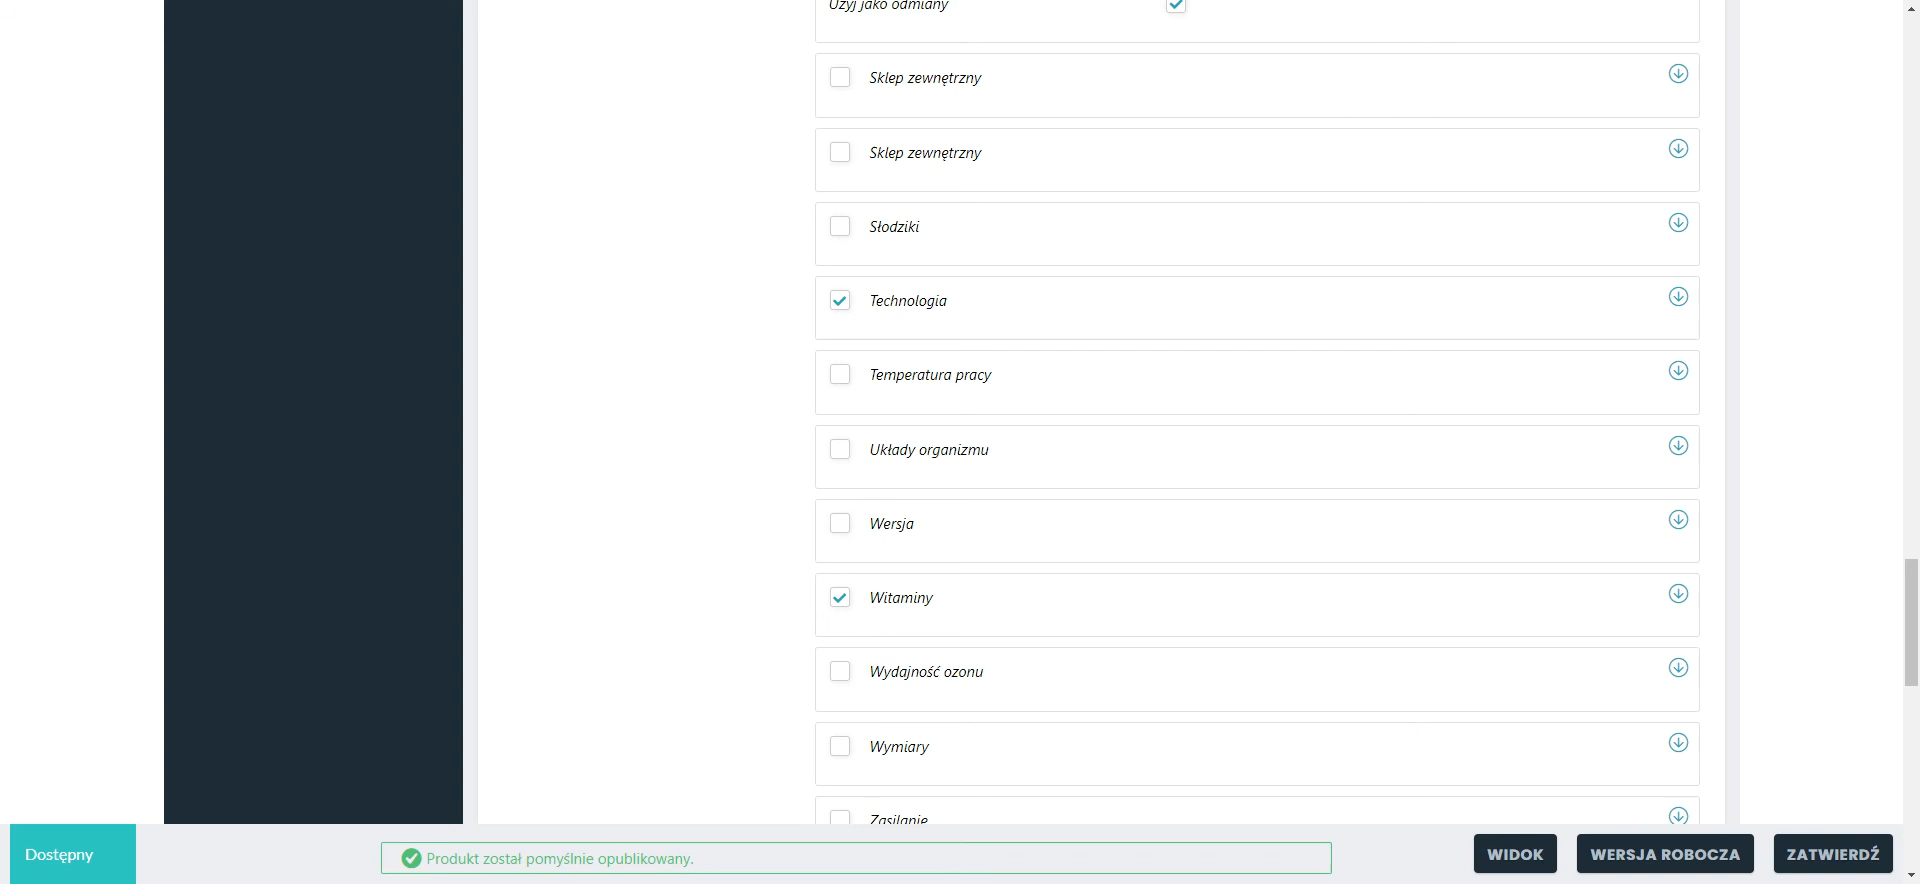 Użyj jako odmiany
Sklep zewnętrzny
Sklep zewnętrzny
Słodziki
Technologia
Temperatura pracy
Układy organizmu
Wersja
Witaminy
Wydajność ozonu
Wymiary
Zasilanie
Dostępny
Produkt został pomyślnie opublikowany.
WIDOK
WERSJA ROBOCZA
ZATWIERDŹ